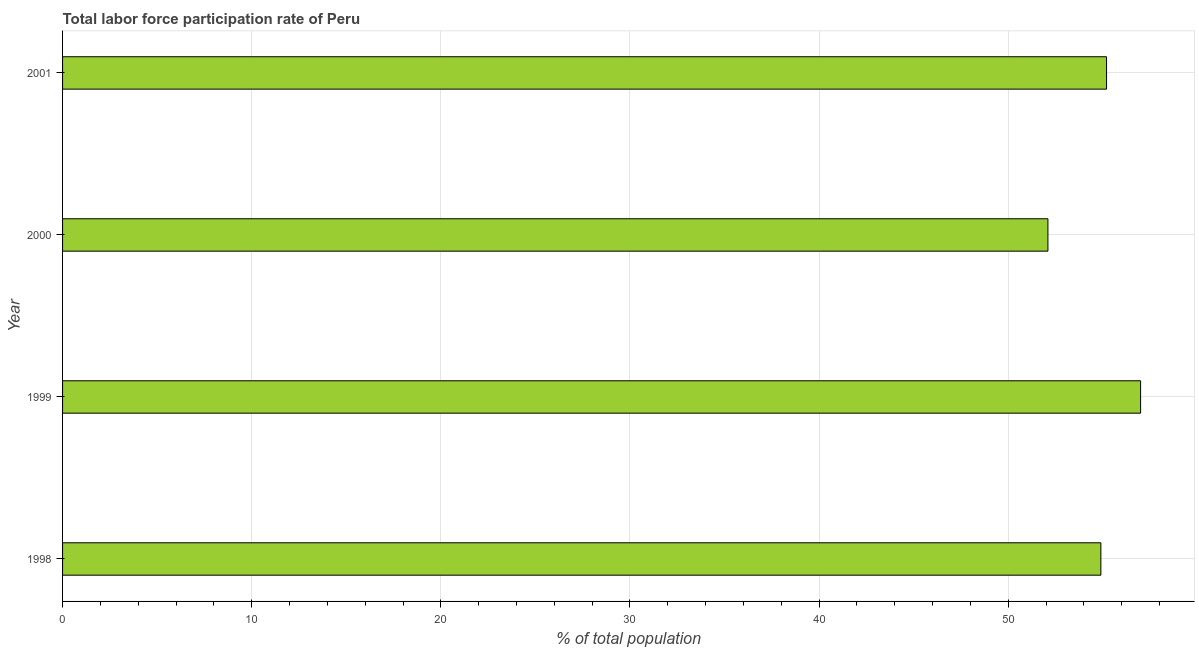 Total labor force participation rate of Peru
2001
2000
1999
1998
Year
0 10 20 30 40 50
% of total population